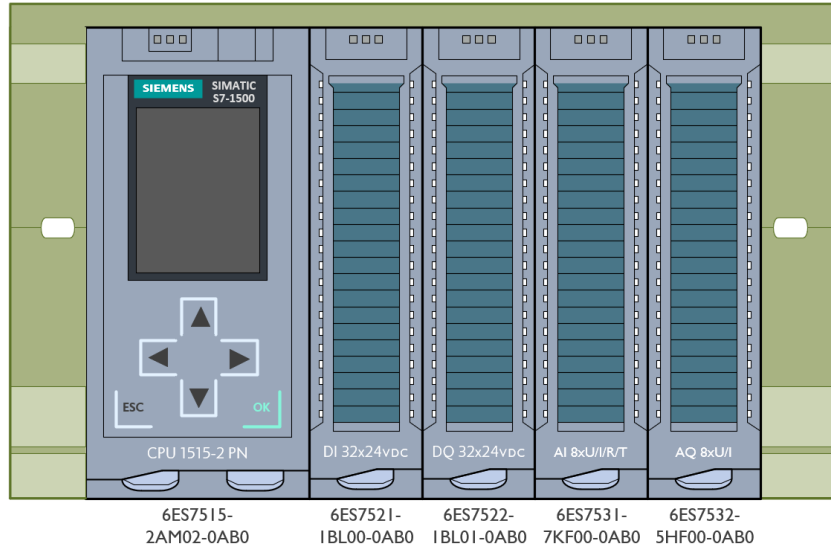 SIEMENS
SIMATIC
S7-1500
ESC
OK
CPU 1515-2 PN
DI 32x24VDC
DQ 32x24VDC
AI 8xU/I/R/T
AQ 8xU/I
6ES7515-
2AM02-0AB0
6ES7521-
1BL00-0AB0
6ES7522-
1BL01-0AB0
6ES7531-
7KF00-0AB0
6ES7532-
5HF00-0AB0